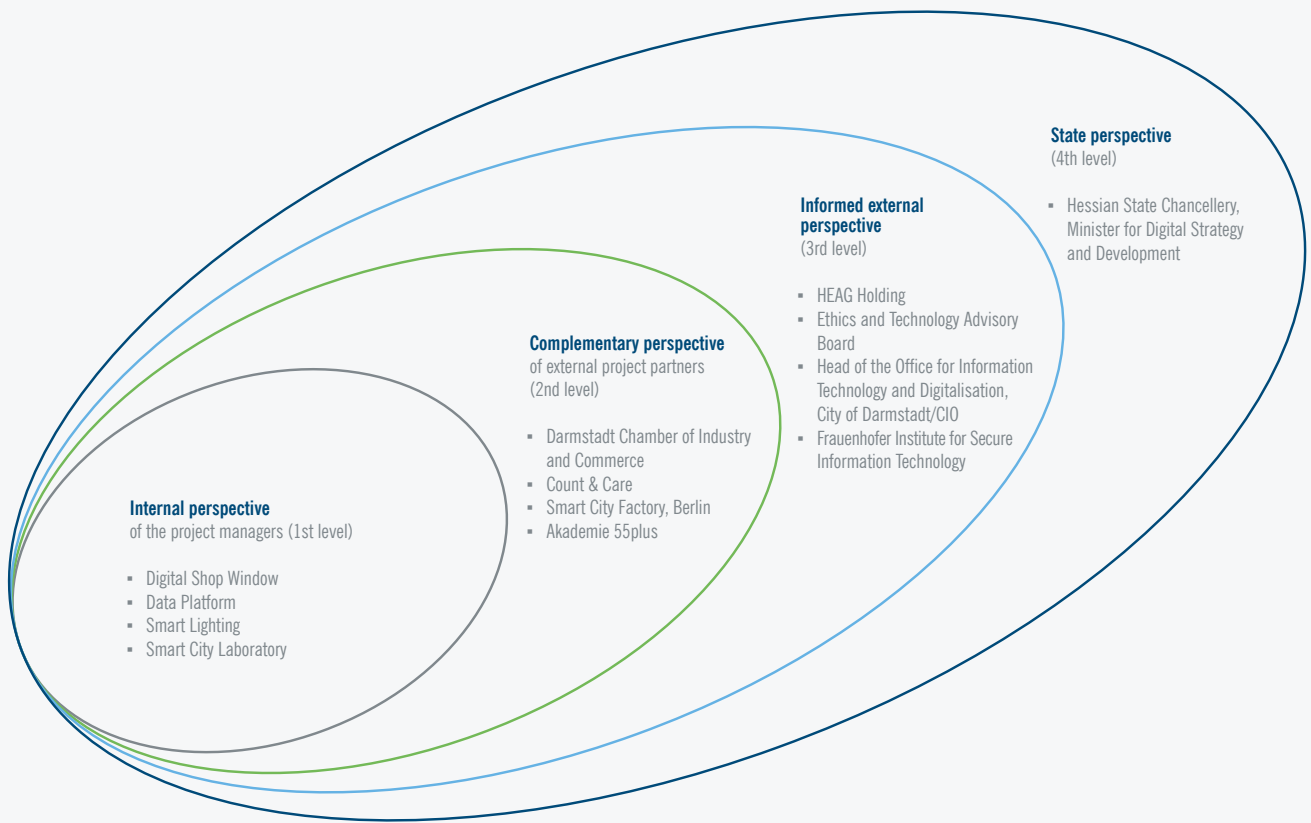 Internal perspective
of the project managers (1st level)
▪ Digital Shop Window
▪ Data Platform
▪ Smart Lighting
▪ Smart City Laboratory
Complementary perspective
of external project partners
(2nd level)
▪ Darmstadt Chamber of Industry
and Commerce
▪ Count & Care
▪ Smart City Factory, Berlin
▪ Akademie 55plus
Informed external
perspective
(3rd level)
▪ HEAG Holding
▪ Ethics and Technology Advisory
Board
▪ Head of the Office for Information
Technology and Digitalisation,
City of Darmstadt/CIO
▪ Frauenhofer Institute for Secure
Information Technology
State perspective
(4th level)
▪ Hessian State Chancellery,
Minister for Digital Strategy
and Development